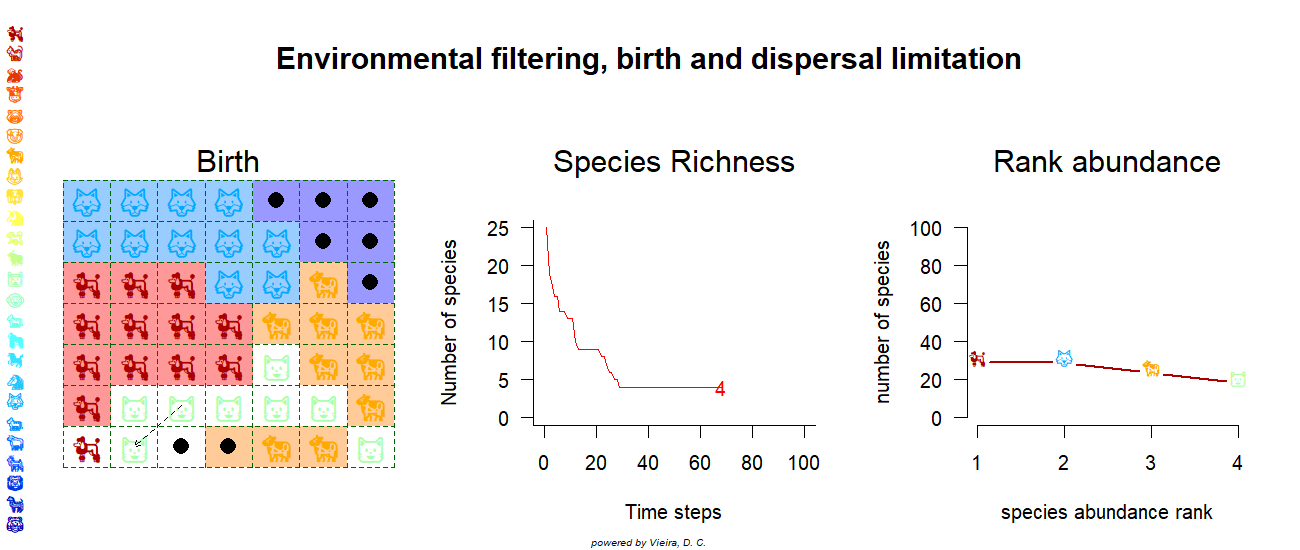 Environmental filtering, birth and dispersal limitation
Birth
Species Richness
Number of species
25
20
15
10
5
0
4
0 20 40 60 80 100
Time steps
Rank abundance
number of species
100
80
60
40
20
0
1 2 3 4
species abundance rank
powered by Vieira, D. C.